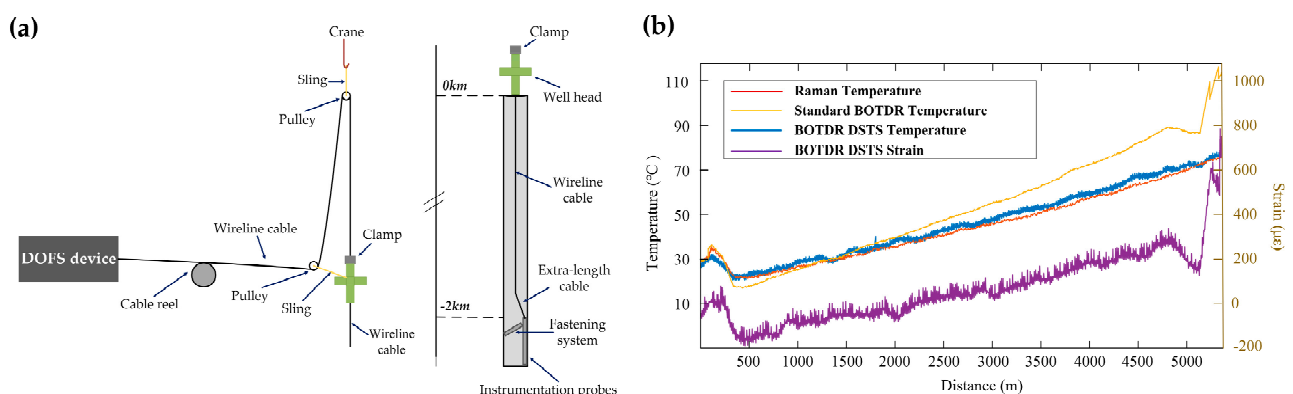 (a)
Crane
Sling
Pulley
Wireline cable
Clamp
DOFS device
Cable reel
Pulley
Sling
Wireline
cable
Clamp
0km
Well head
Wireline
cable
Extra-length
cable
-2km
Fastening
system
Instrumentation probes
(b)
Raman Temperature
Standard BOTDR Temperature
BOTDR DSTS Temperature
BOTDR DSTS Strain
110
90
70
50
30
10
Temperature (℃)
1000
800
600
400
200
0
-200
Strain (με)
500
1000
1500
2000
2500
3000
3500
4000
4500
5000
Distance (m)